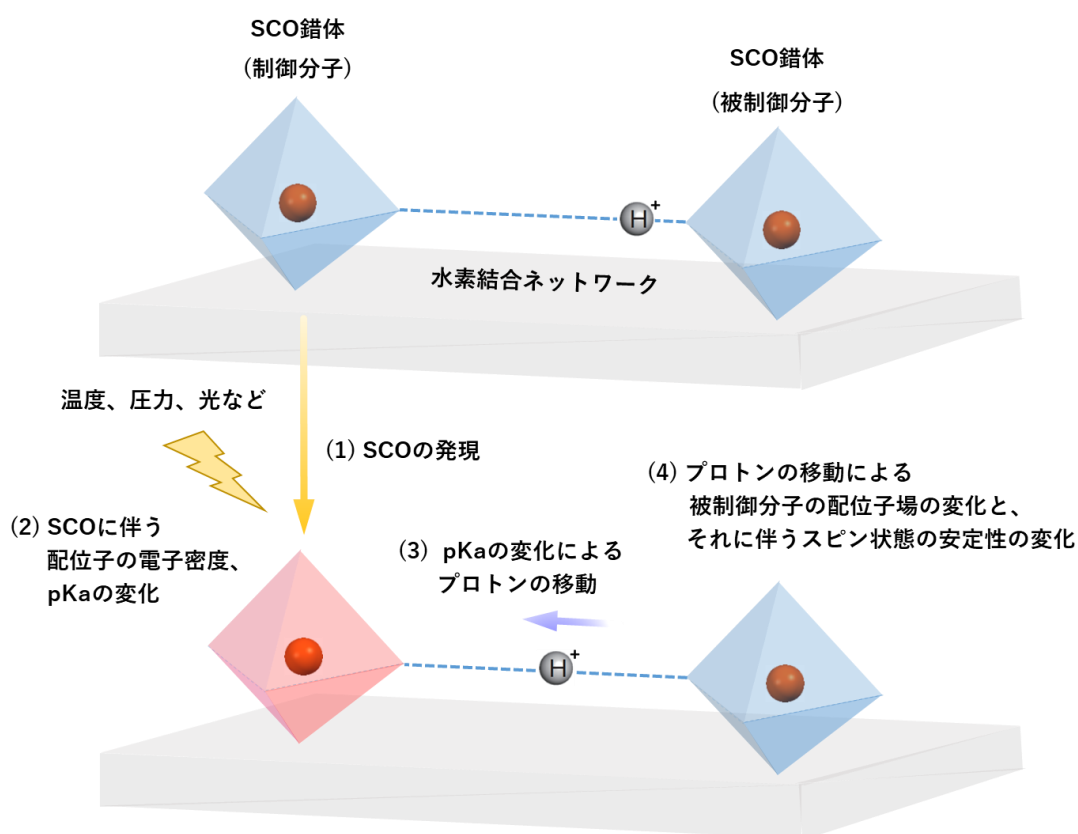 SCO錯体
(制御分子)
SCO錯体
(被制御分子)
H+
水素結合ネットワーク
温度、圧力、光など
(1) SCOの発現
(2) SCOに伴う
配位子の電子密度、
pKaの変化
(3) pKaの変化による
プロトンの移動
(4) プロトンの移動による
被制御分子の配位子場の変化と、
それに伴うスピン状態の安定性の変化
H+